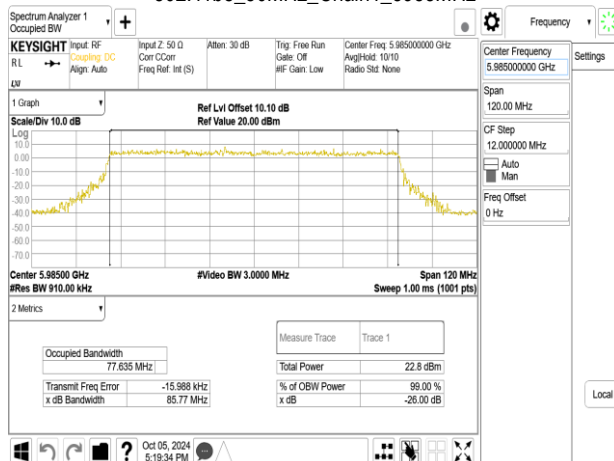 Spectrum Analyzer 1
Occupied BW
+
Frequency
KEYSIGHT
RL
Input: RF
Coupling: DC
Align: Auto
Input Z: 50 Ω
Corr CCorr
Freq Ref: Int (S)
Atten: 30 dB
Trig: Free Run
Gate: Off
#IF Gain: Low
Center Freq: 5.985000000 GHz
Avg|Hold: 10/10
Radio Std: None
Center Frequency
5.985000000 GHz
Settings
Span
120.00 MHz
CF Step
12.000000 MHz
Auto
Man
Freq Offset
0 Hz
Local
1 Graph
Scale/Div 10.0 dB
Ref Lvl Offset 10.10 dB
Ref Value 20.00 dBm
Log
10.0
0.00
-10.0
-20.0
-30.0
-40.0
-50.0
-60.0
-70.0
Center 5.98500 GHz
#Video BW 3.0000 MHz
Span 120 MHz
#Res BW 910.00 kHz
Sweep 1.00 ms (1001 pts)
2 Metrics
Measure Trace Trace 1
Occupied Bandwidth
77.635 MHz
Total Power 22.8 dBm
Transmit Freq Error -15.988 kHz
% of OBW Power 99.00 %
x dB Bandwidth 85.77 MHz
x dB -26.00 dB
?
Oct 05, 2024
5:19:34 PM